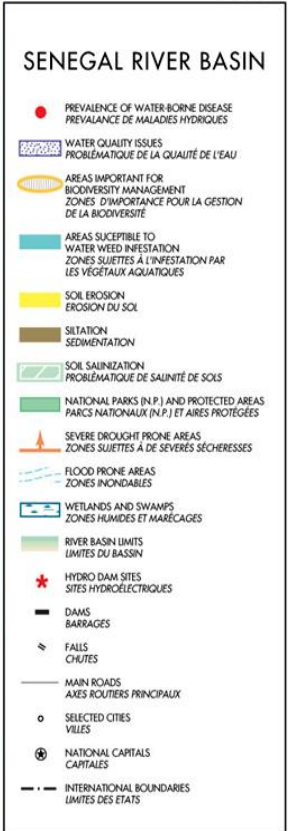 SENEGAL RIVER BASIN
PREVALENCE OF WATER-BORNE DISEASE
PREVALANCE DE MALADIES HYDRIQUES
WATER QUALITY ISSUES
PROBLÉMATIQUE DE LA QUALITÉ DE L'EAU
AREAS IMPORTANT FOR
BIODIVERSITY MANAGEMENT
ZONES D'IMPORTANCE POUR LA GESTION
DE LA BIODIVERSITÉ
AREAS SUCEPTIBLE TO
WATER WEED INFESTATION
ZONES SUJETTES À L'INFESTATION PAR
LES VÉGÉTAUX AQUATIQUES
SOIL EROSION
EROSION DU SOL
SILTATION
SEDIMENTATION
SOIL SALINIZATION
PROBLÉMATIQUE DE SALINITÉ DE SOLS
NATIONAL PARKS (N.P.) AND PROTECTED AREAS
PARCS NATIONAUX (N.P.) ET AIRES PROTÉGÉES
SEVERE DROUGHT PRONE AREAS
ZONES SUJETTES À DE SEVERÉS SÉCHERESSES
FLOOD PRONE AREAS
ZONES INONDABLES
WETLANDS AND SWAMPS
ZONES HUMIDES ET MARÉCAGES
RIVER BASIN LIMITS
LIMITES DU BASSIN
HYDRO DAM SITES
SITES HYDROÉLECTRIQUES
DAMS
BARRAGES
FALLS
CHUTES
MAIN ROADS
AXES ROUTIERS PRINCIPAUX
SELECTED CITIES
VILLES
NATIONAL CAPITALS
CAPITALES
INTERNATIONAL BOUNDARIES
LIMITES DES ETATS